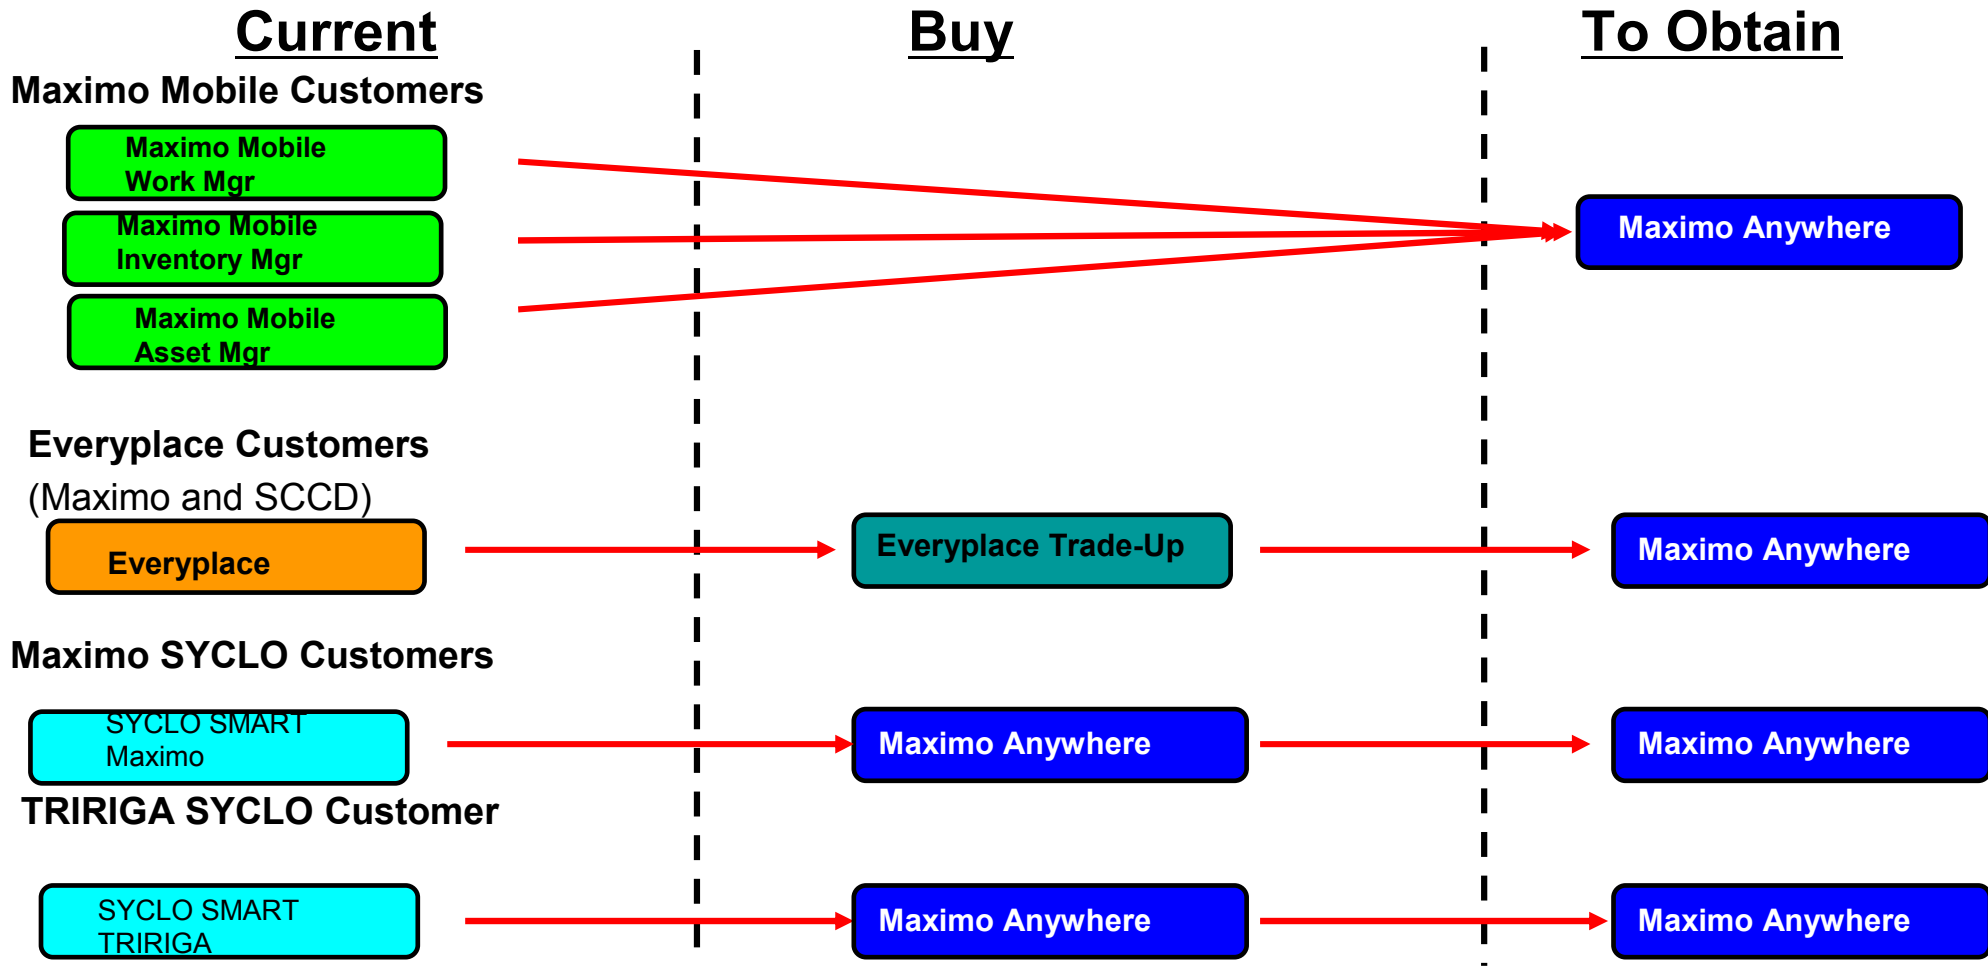 Current
Buy
To Obtain
Maximo Mobile Customers
Maximo Mobile
Work Mgr
Maximo Mobile
Inventory Mgr
Maximo Mobile
Asset Mgr
Maximo Anywhere
Everyplace Customers
(Maximo and SCCD)
Everyplace
Everyplace Trade-Up
Maximo Anywhere
Maximo SYCLO Customers
SYCLO SMART
Maximo
Maximo Anywhere
Maximo Anywhere
TRIRIGA SYCLO Customer
SYCLO SMART
TRIRIGA
Maximo Anywhere
Maximo Anywhere